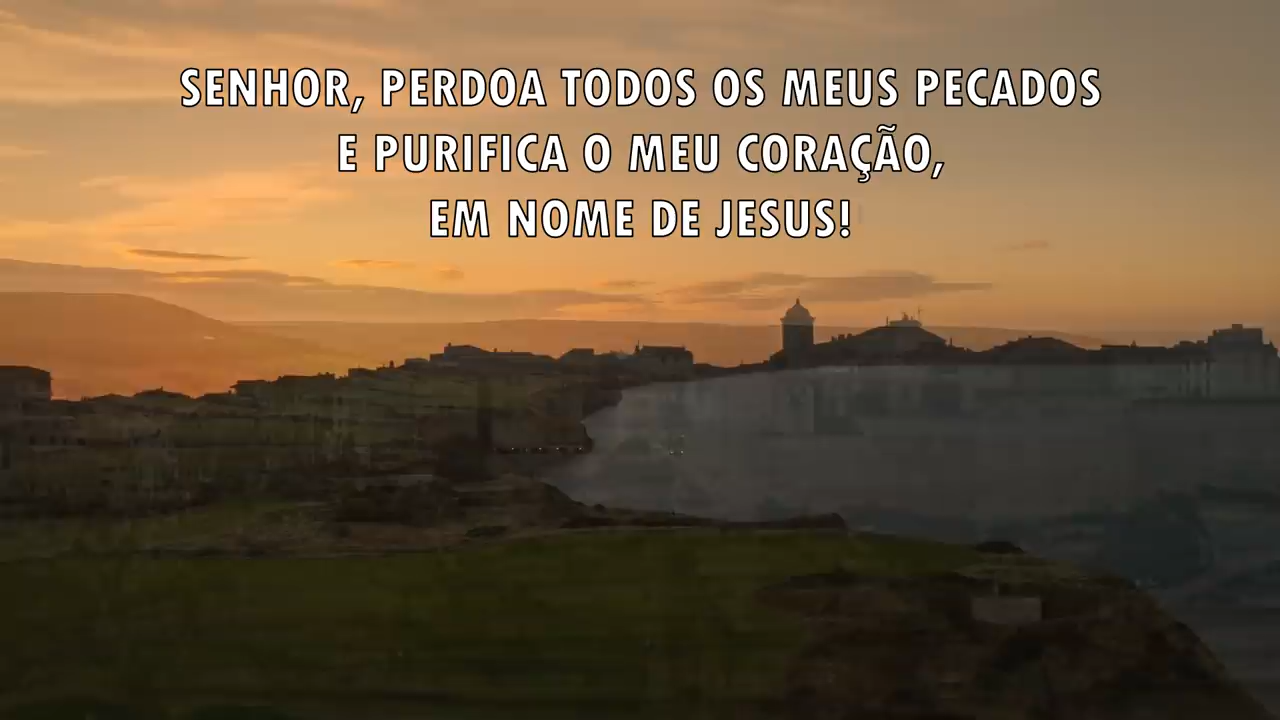 SENHOR, PERDOA TODOS OS MEUS PECADOS
E PURIFICA O MEU CORAÇÃO,
EM NOME DE JESUS!